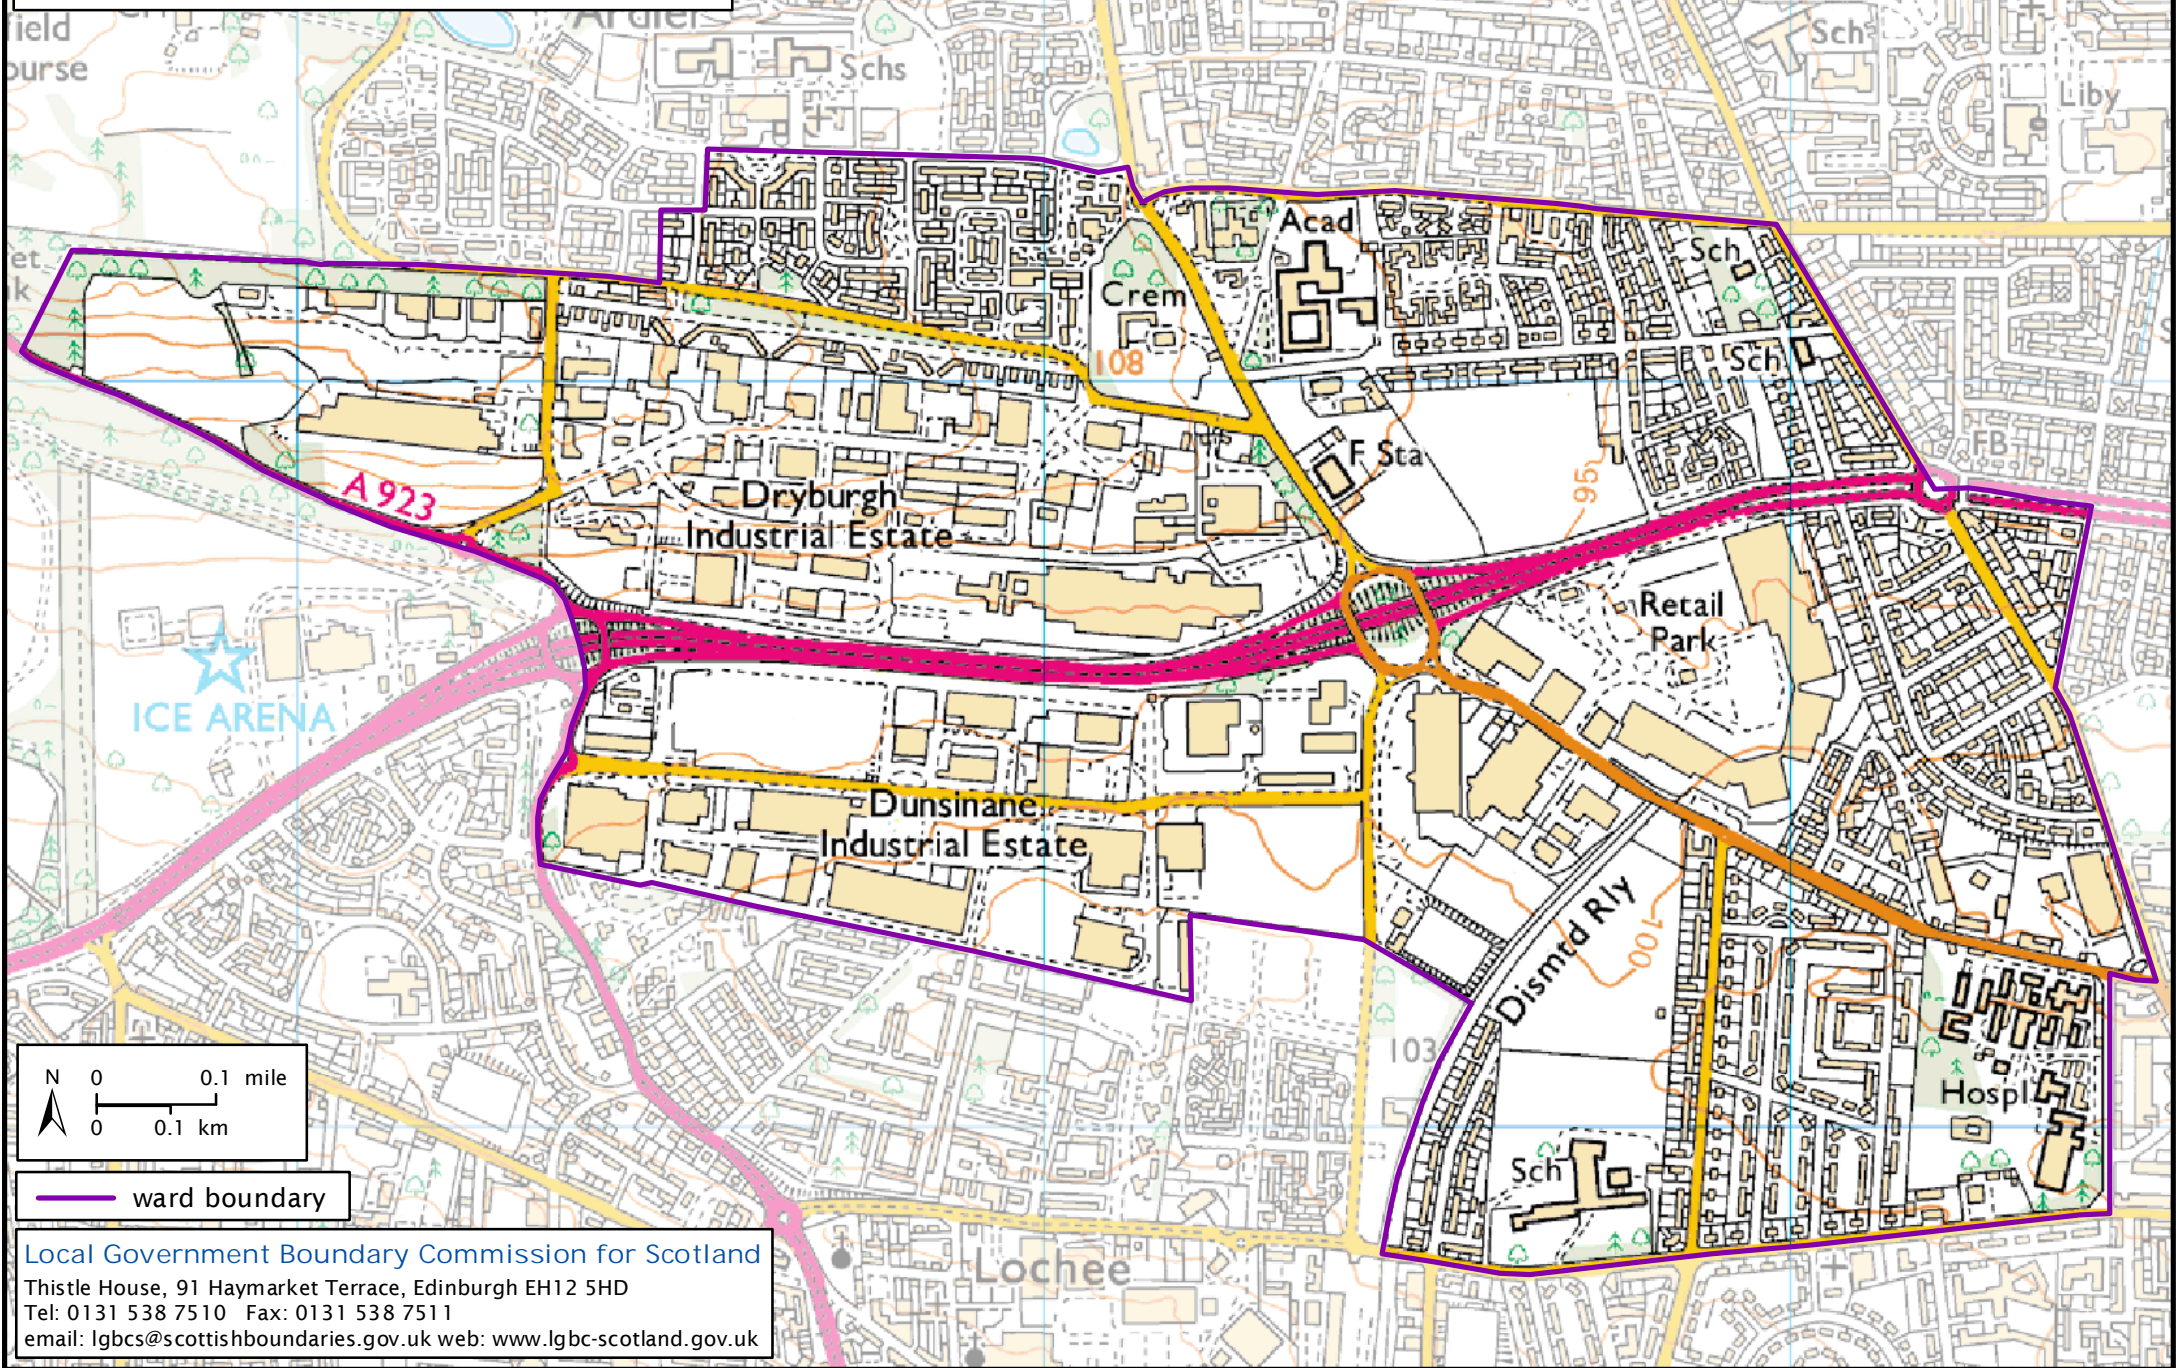 Ardler
Sch
field
ourse
Schs
Liby
Acad
Sch
et
k
Crem
108
Sch
FB
F Sta
95
A 923
Dryburgh
Industrial Estate
Retail
Park
ICE ARENA
Dunsinane
Industrial Estate
Dismtd Rly
100
103
Hospl
Sch
Lochee
N 0 0.1 mile
0 0.1 km
ward boundary
Local Government Boundary Commission for Scotland
Thistle House, 91 Haymarket Terrace, Edinburgh EH12 5HD
Tel: 0131 538 7510 Fax: 0131 538 7511
email: lgbcs@scottishboundaries.gov.uk web: www.lgbc-scotland.gov.uk